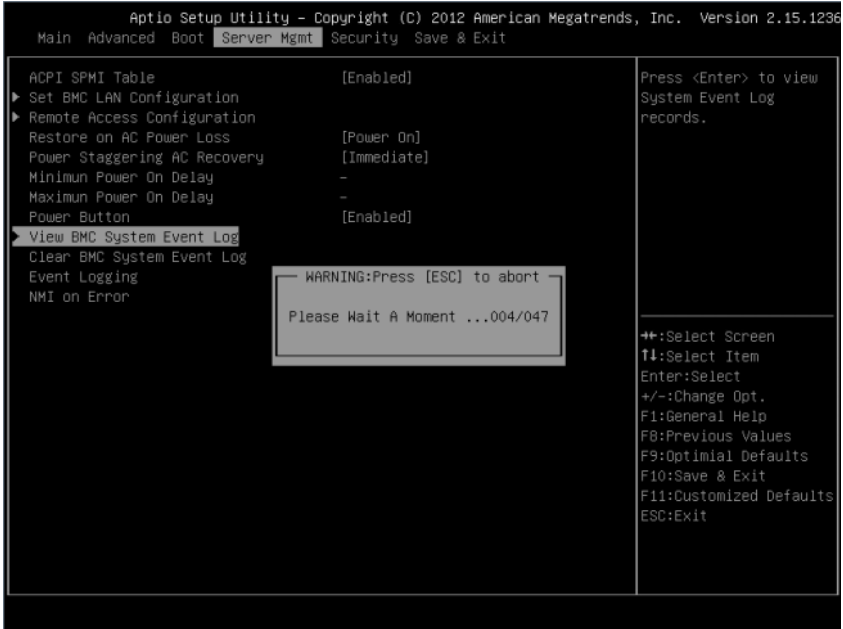 Aptio Setup Utility – Copyright (C) 2012 American Megatrends, Inc. Version 2.15.1236
Main Advanced Boot Server Mgmt Security Save & Exit
ACPI SPMI Table [Enabled]
Set BMC LAN Configuration
Remote Access Configuration
Restore on AC Power Loss [Power On]
Power Staggering AC Recovery [Immediate]
Minimun Power On Delay –
Maximun Power On Delay –
Power Button [Enabled]
View BMC System Event Log
Clear BMC System Event Log
Event Logging
NMI on Error
WARNING:Press [ESC] to abort
Please Wait A Moment ...004/047
Press <Enter> to view
System Event Log
records.
→←:Select Screen
↑↓:Select Item
Enter:Select
+/-:Change Opt.
F1:General Help
F8:Previous Values
F9:Optimial Defaults
F10:Save & Exit
F11:Customized Defaults
ESC:Exit